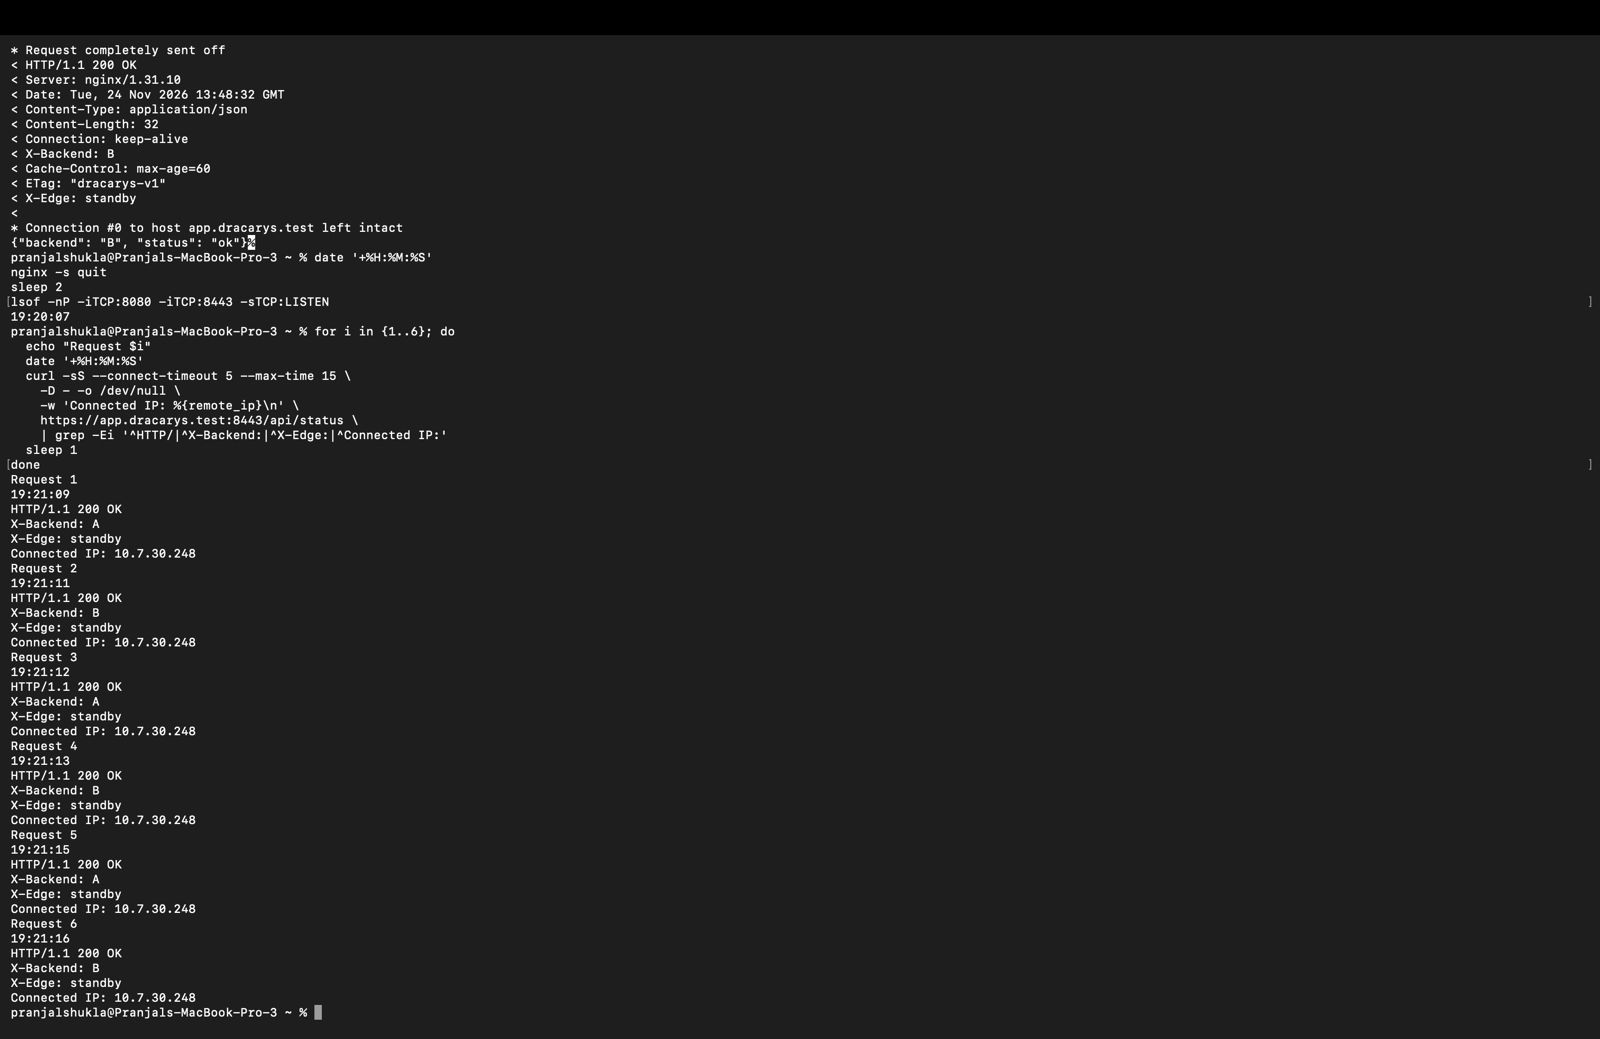 * Request completely sent off
< HTTP/1.1 200 OK
< Server: nginx/1.31.10
< Date: Tue, 24 Nov 2026 13:48:32 GMT
< Content-Type: application/json
< Content-Length: 32
< Connection: keep-alive
< X-Backend: B
< Cache-Control: max-age=60
< ETag: "dracarys-v1"
< X-Edge: standby
<
* Connection #0 to host app.dracarys.test left intact
{"backend": "B", "status": "ok"}%
pranjalshukla@Pranjals-MacBook-Pro-3 ~ % date '+%H:%M:%S'
nginx -s quit
sleep 2
[lsof -nP -iTCP:8080 -iTCP:8443 -sTCP:LISTEN ]
19:20:07
pranjalshukla@Pranjals-MacBook-Pro-3 ~ % for i in {1..6}; do
  echo "Request $i"
  date '+%H:%M:%S'
  curl -sS --connect-timeout 5 --max-time 15 \
    -D - -o /dev/null \
    -w 'Connected IP: %{remote_ip}\n' \
    https://app.dracarys.test:8443/api/status \
    | grep -Ei '^HTTP/|^X-Backend:|^X-Edge:|^Connected IP:'
  sleep 1
[done ]
Request 1
19:21:09
HTTP/1.1 200 OK
X-Backend: A
X-Edge: standby
Connected IP: 10.7.30.248
Request 2
19:21:11
HTTP/1.1 200 OK
X-Backend: B
X-Edge: standby
Connected IP: 10.7.30.248
Request 3
19:21:12
HTTP/1.1 200 OK
X-Backend: A
X-Edge: standby
Connected IP: 10.7.30.248
Request 4
19:21:13
HTTP/1.1 200 OK
X-Backend: B
X-Edge: standby
Connected IP: 10.7.30.248
Request 5
19:21:15
HTTP/1.1 200 OK
X-Backend: A
X-Edge: standby
Connected IP: 10.7.30.248
Request 6
19:21:16
HTTP/1.1 200 OK
X-Backend: B
X-Edge: standby
Connected IP: 10.7.30.248
pranjalshukla@Pranjals-MacBook-Pro-3 ~ %